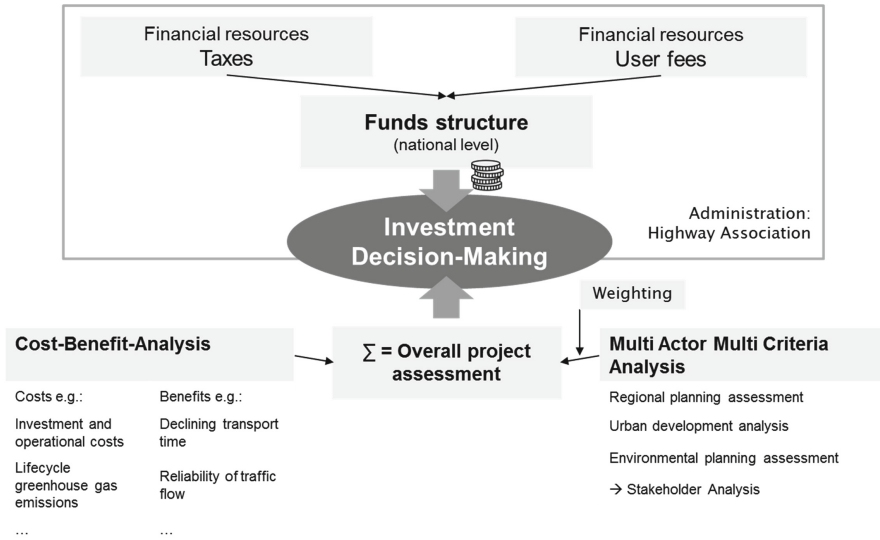 Financial resources
Taxes
Financial resources
User fees
Funds structure
(national level)
Investment
Decision-Making
Administration:
Highway Association
Weighting
Cost-Benefit-Analysis
∑ = Overall project
assessment
Multi Actor Multi Criteria
Analysis
Costs e.g.:
Investment and
operational costs
Lifecycle
greenhouse gas
emissions
…
Benefits e.g.:
Declining transport
time
Reliability of traffic
flow
…
Regional planning assessment
Urban development analysis
Environmental planning assessment
→ Stakeholder Analysis